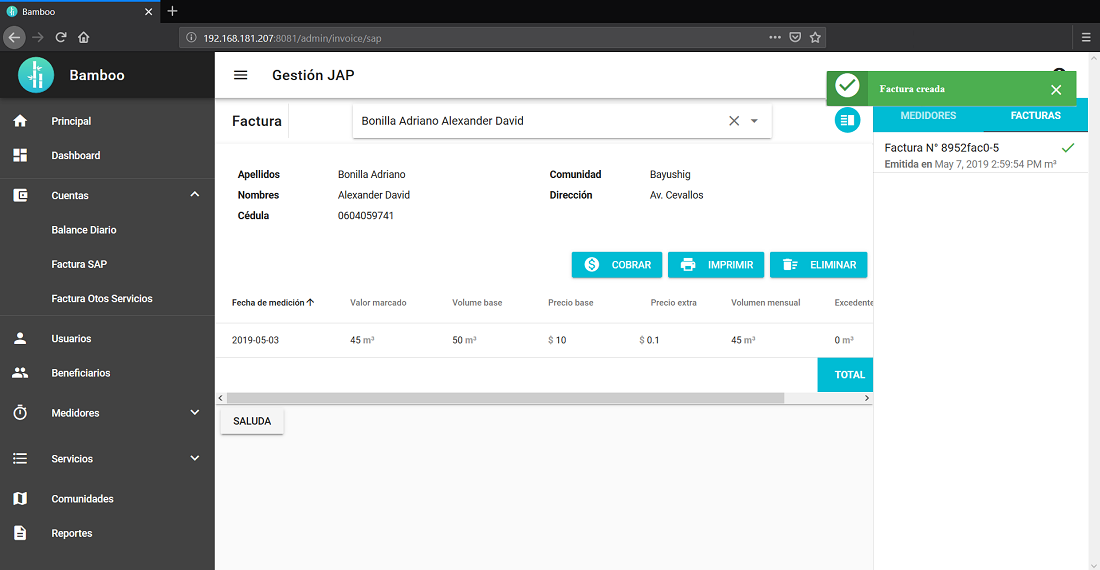 Bamboo
192.168.181.207:8081/admin/invoice/sap
Bamboo
Gestión JAP
Factura creada
Principal
Dashboard
Cuentas
Balance Diario
Factura SAP
Factura Otos Servicios
Usuarios
Beneficiarios
Medidores
Servicios
Comunidades
Reportes
Factura
Bonilla Adriano Alexander David
Apellidos Bonilla Adriano Comunidad Bayushig
Nombres Alexander David Dirección Av. Cevallos
Cédula 0604059741
COBRAR IMPRIMIR ELIMINAR
Fecha de medición Valor marcado Volume base Precio base Precio extra Volumen mensual Excedente
2019-05-03 45 m³ 50 m³ $ 10 $ 0.1 45 m³ 0 m³
TOTAL
SALUDA
MEDIDORES FACTURAS
Factura N° 8952fac0-5
Emitida en May 7, 2019 2:59:54 PM m³